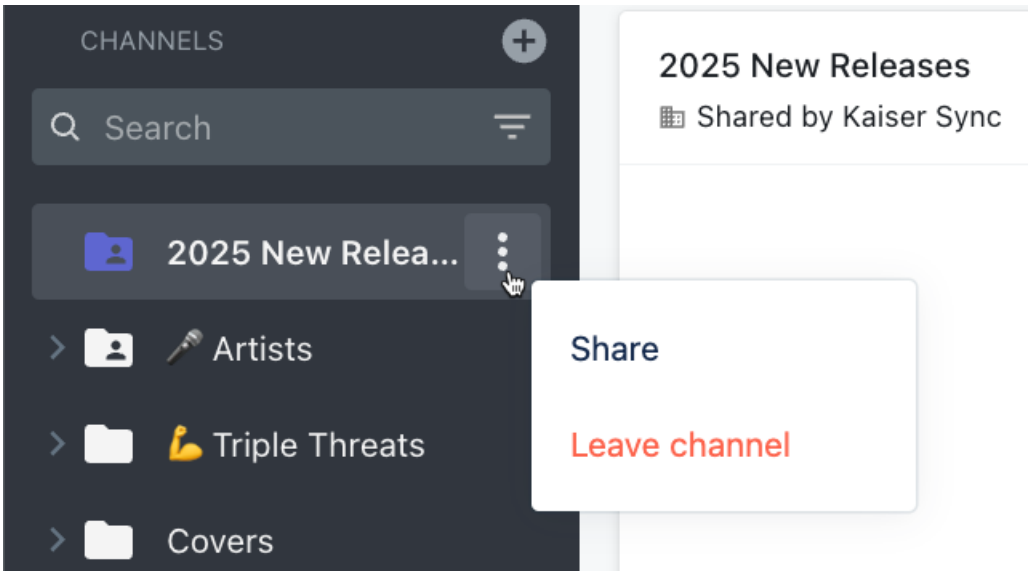 CHANNELS
Search
2025 New Relea...
🎤 Artists
💪 Triple Threats
Covers
2025 New Releases
Shared by Kaiser Sync
Share
Leave channel